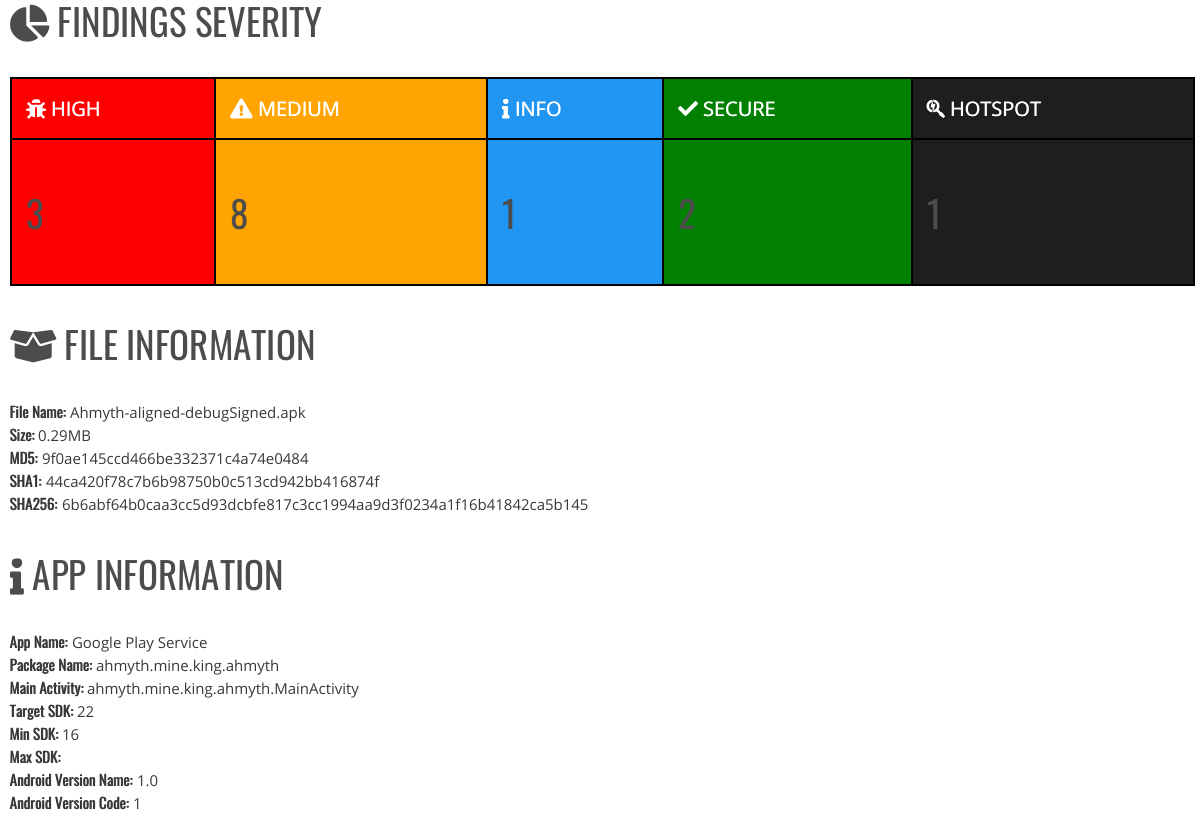 FINDINGS SEVERITY
HIGH MEDIUM INFO SECURE HOTSPOT
3 8 1 2 1
FILE INFORMATION
File Name: Ahmyth-aligned-debugSigned.apk
Size: 0.29MB
MD5: 9f0ae145ccd466be332371c4a74e0484
SHA1: 44ca420f78c7b6b98750b0c513cd942bb416874f
SHA256: 6b6abf64b0caa3cc5d93dcbfe817c3cc1994aa9d3f0234a1f16b41842ca5b145
APP INFORMATION
App Name: Google Play Service
Package Name: ahmyth.mine.king.ahmyth
Main Activity: ahmyth.mine.king.ahmyth.MainActivity
Target SDK: 22
Min SDK: 16
Max SDK:
Android Version Name: 1.0
Android Version Code: 1